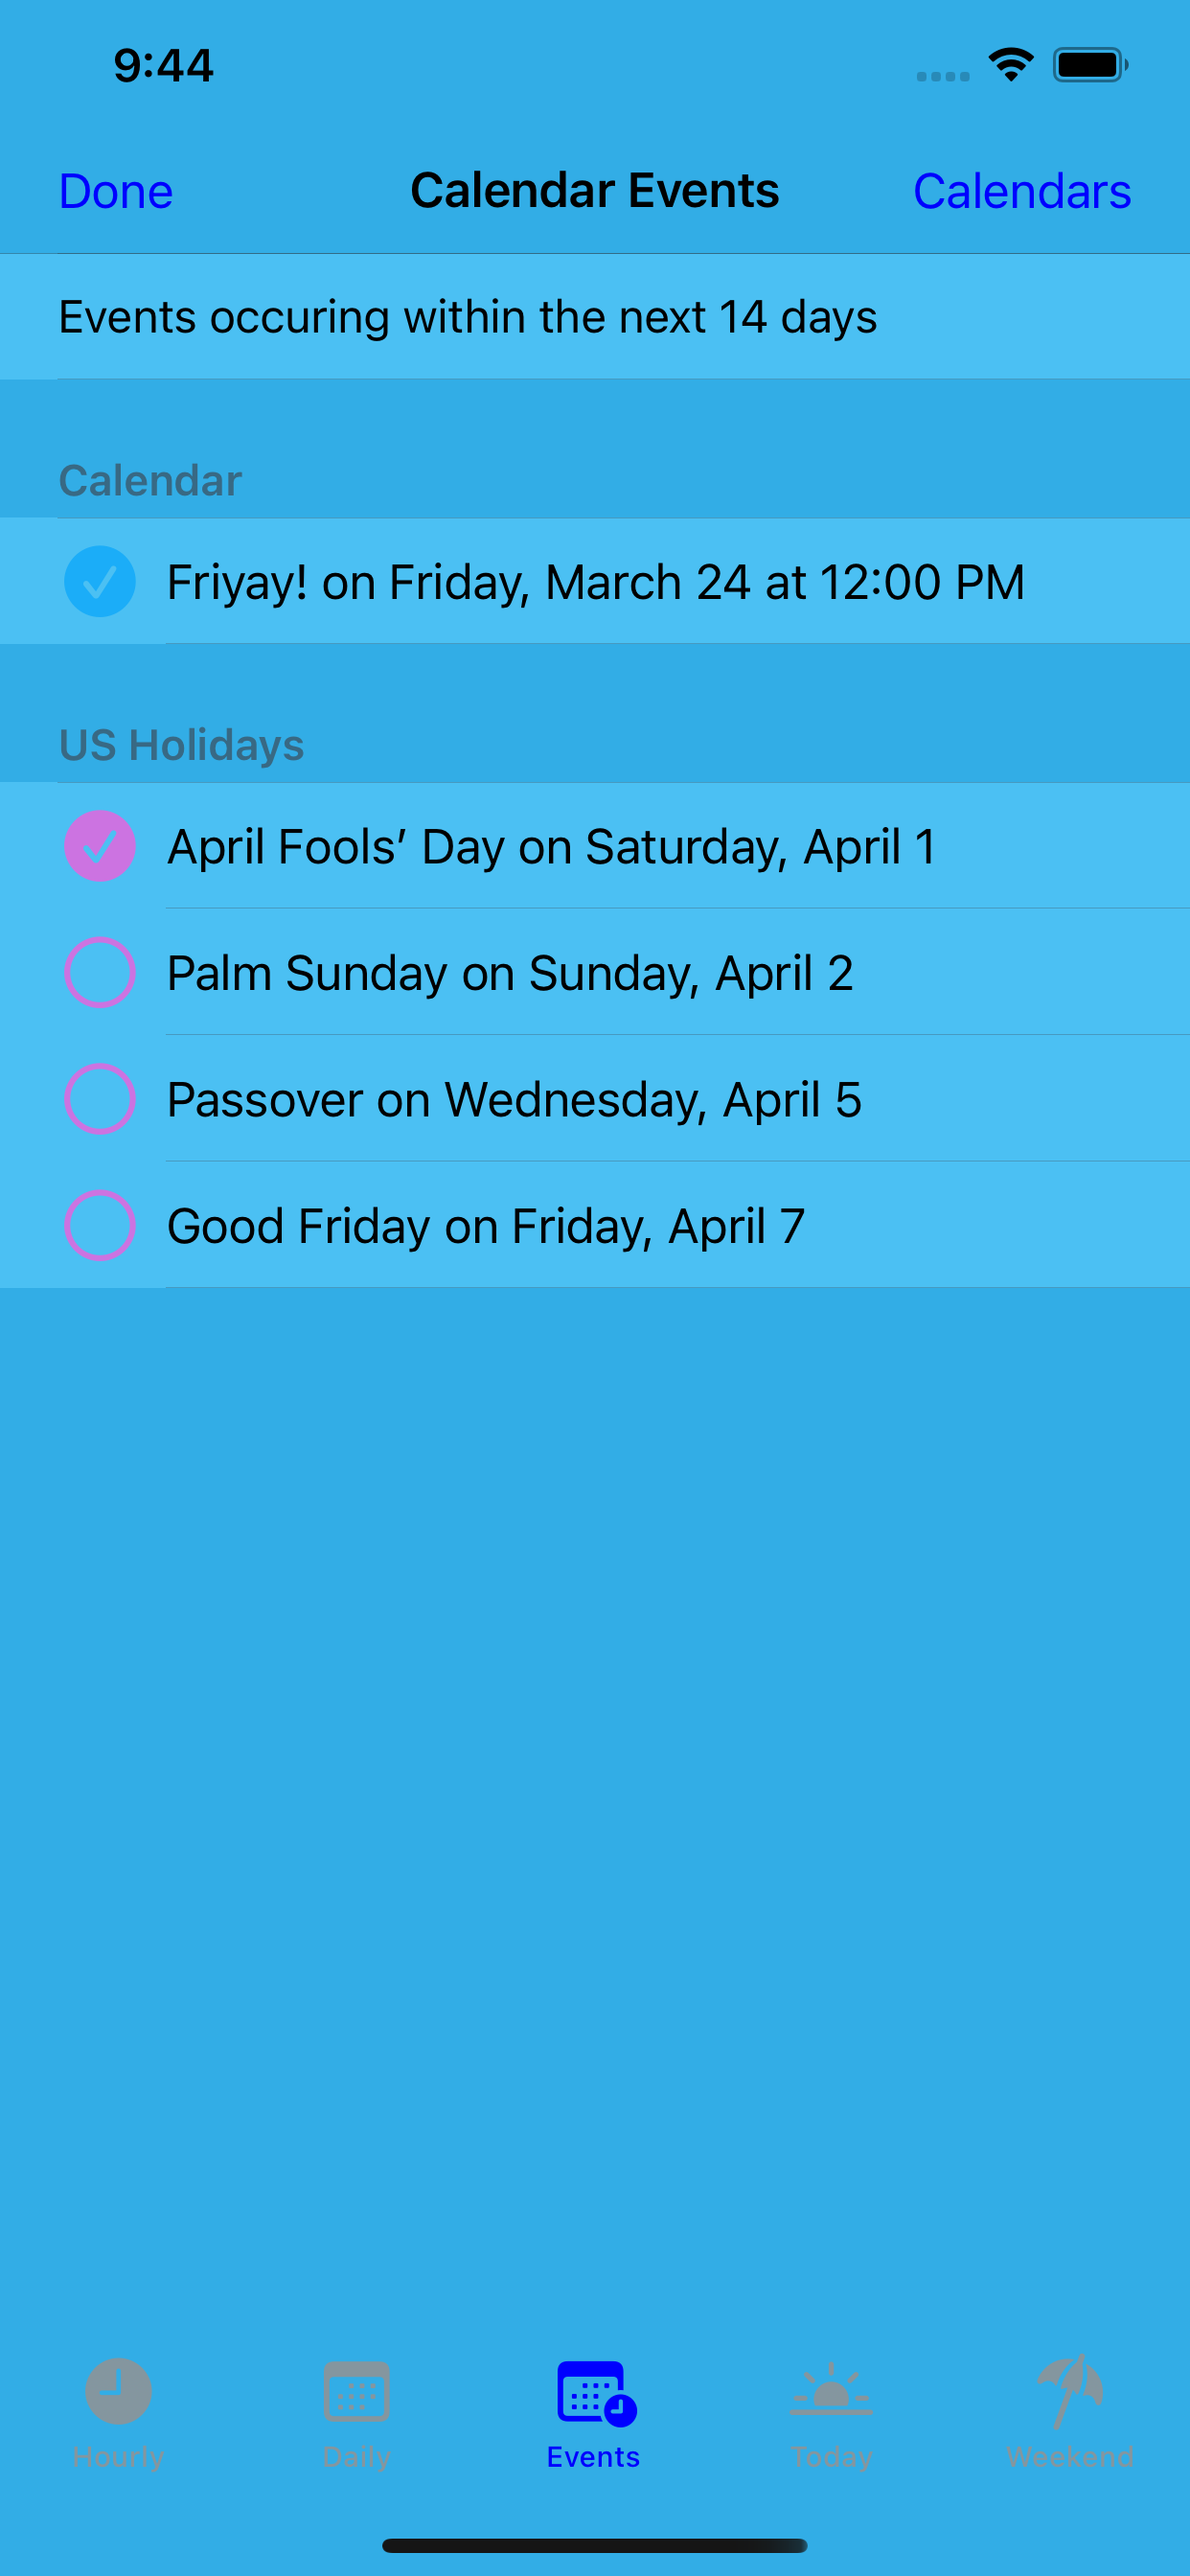 9:44
Done Calendar Events Calendars
Events occuring within the next 14 days
Calendar
Friyay! on Friday, March 24 at 12:00 PM
US Holidays
April Fools’ Day on Saturday, April 1
Palm Sunday on Sunday, April 2
Passover on Wednesday, April 5
Good Friday on Friday, April 7
Hourly Daily Events Today Weekend